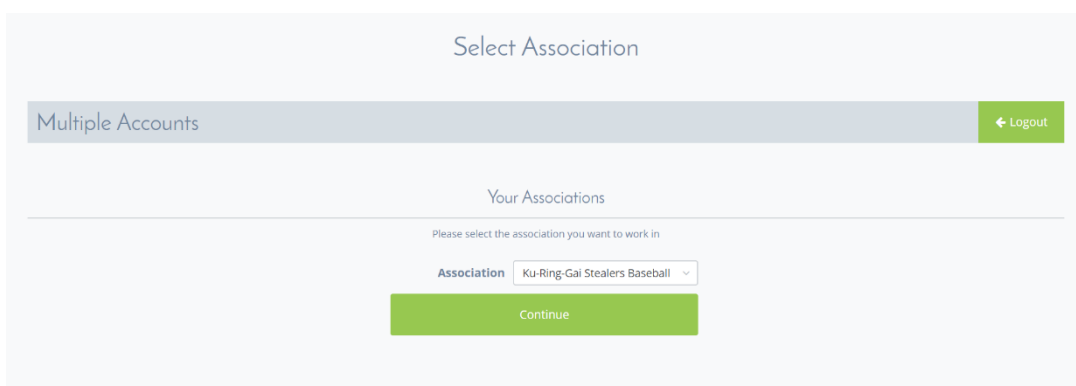 Select Association
Multiple Accounts
Logout
Your Associations
Please select the association you want to work in
Association Ku-Ring-Gai Stealers Baseball
Continue